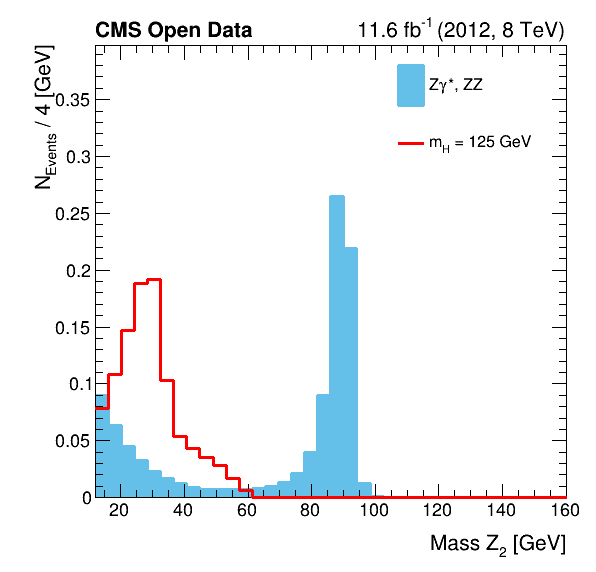 CMS Open Data
11.6 fb⁻¹ (2012, 8 TeV)
N_Events / 4 [GeV]
0.35
0.3
0.25
0.2
0.15
0.1
0.05
0
Zγ*, ZZ
m_H = 125 GeV
20 40 60 80 100 120 140 160
Mass Z₂ [GeV]